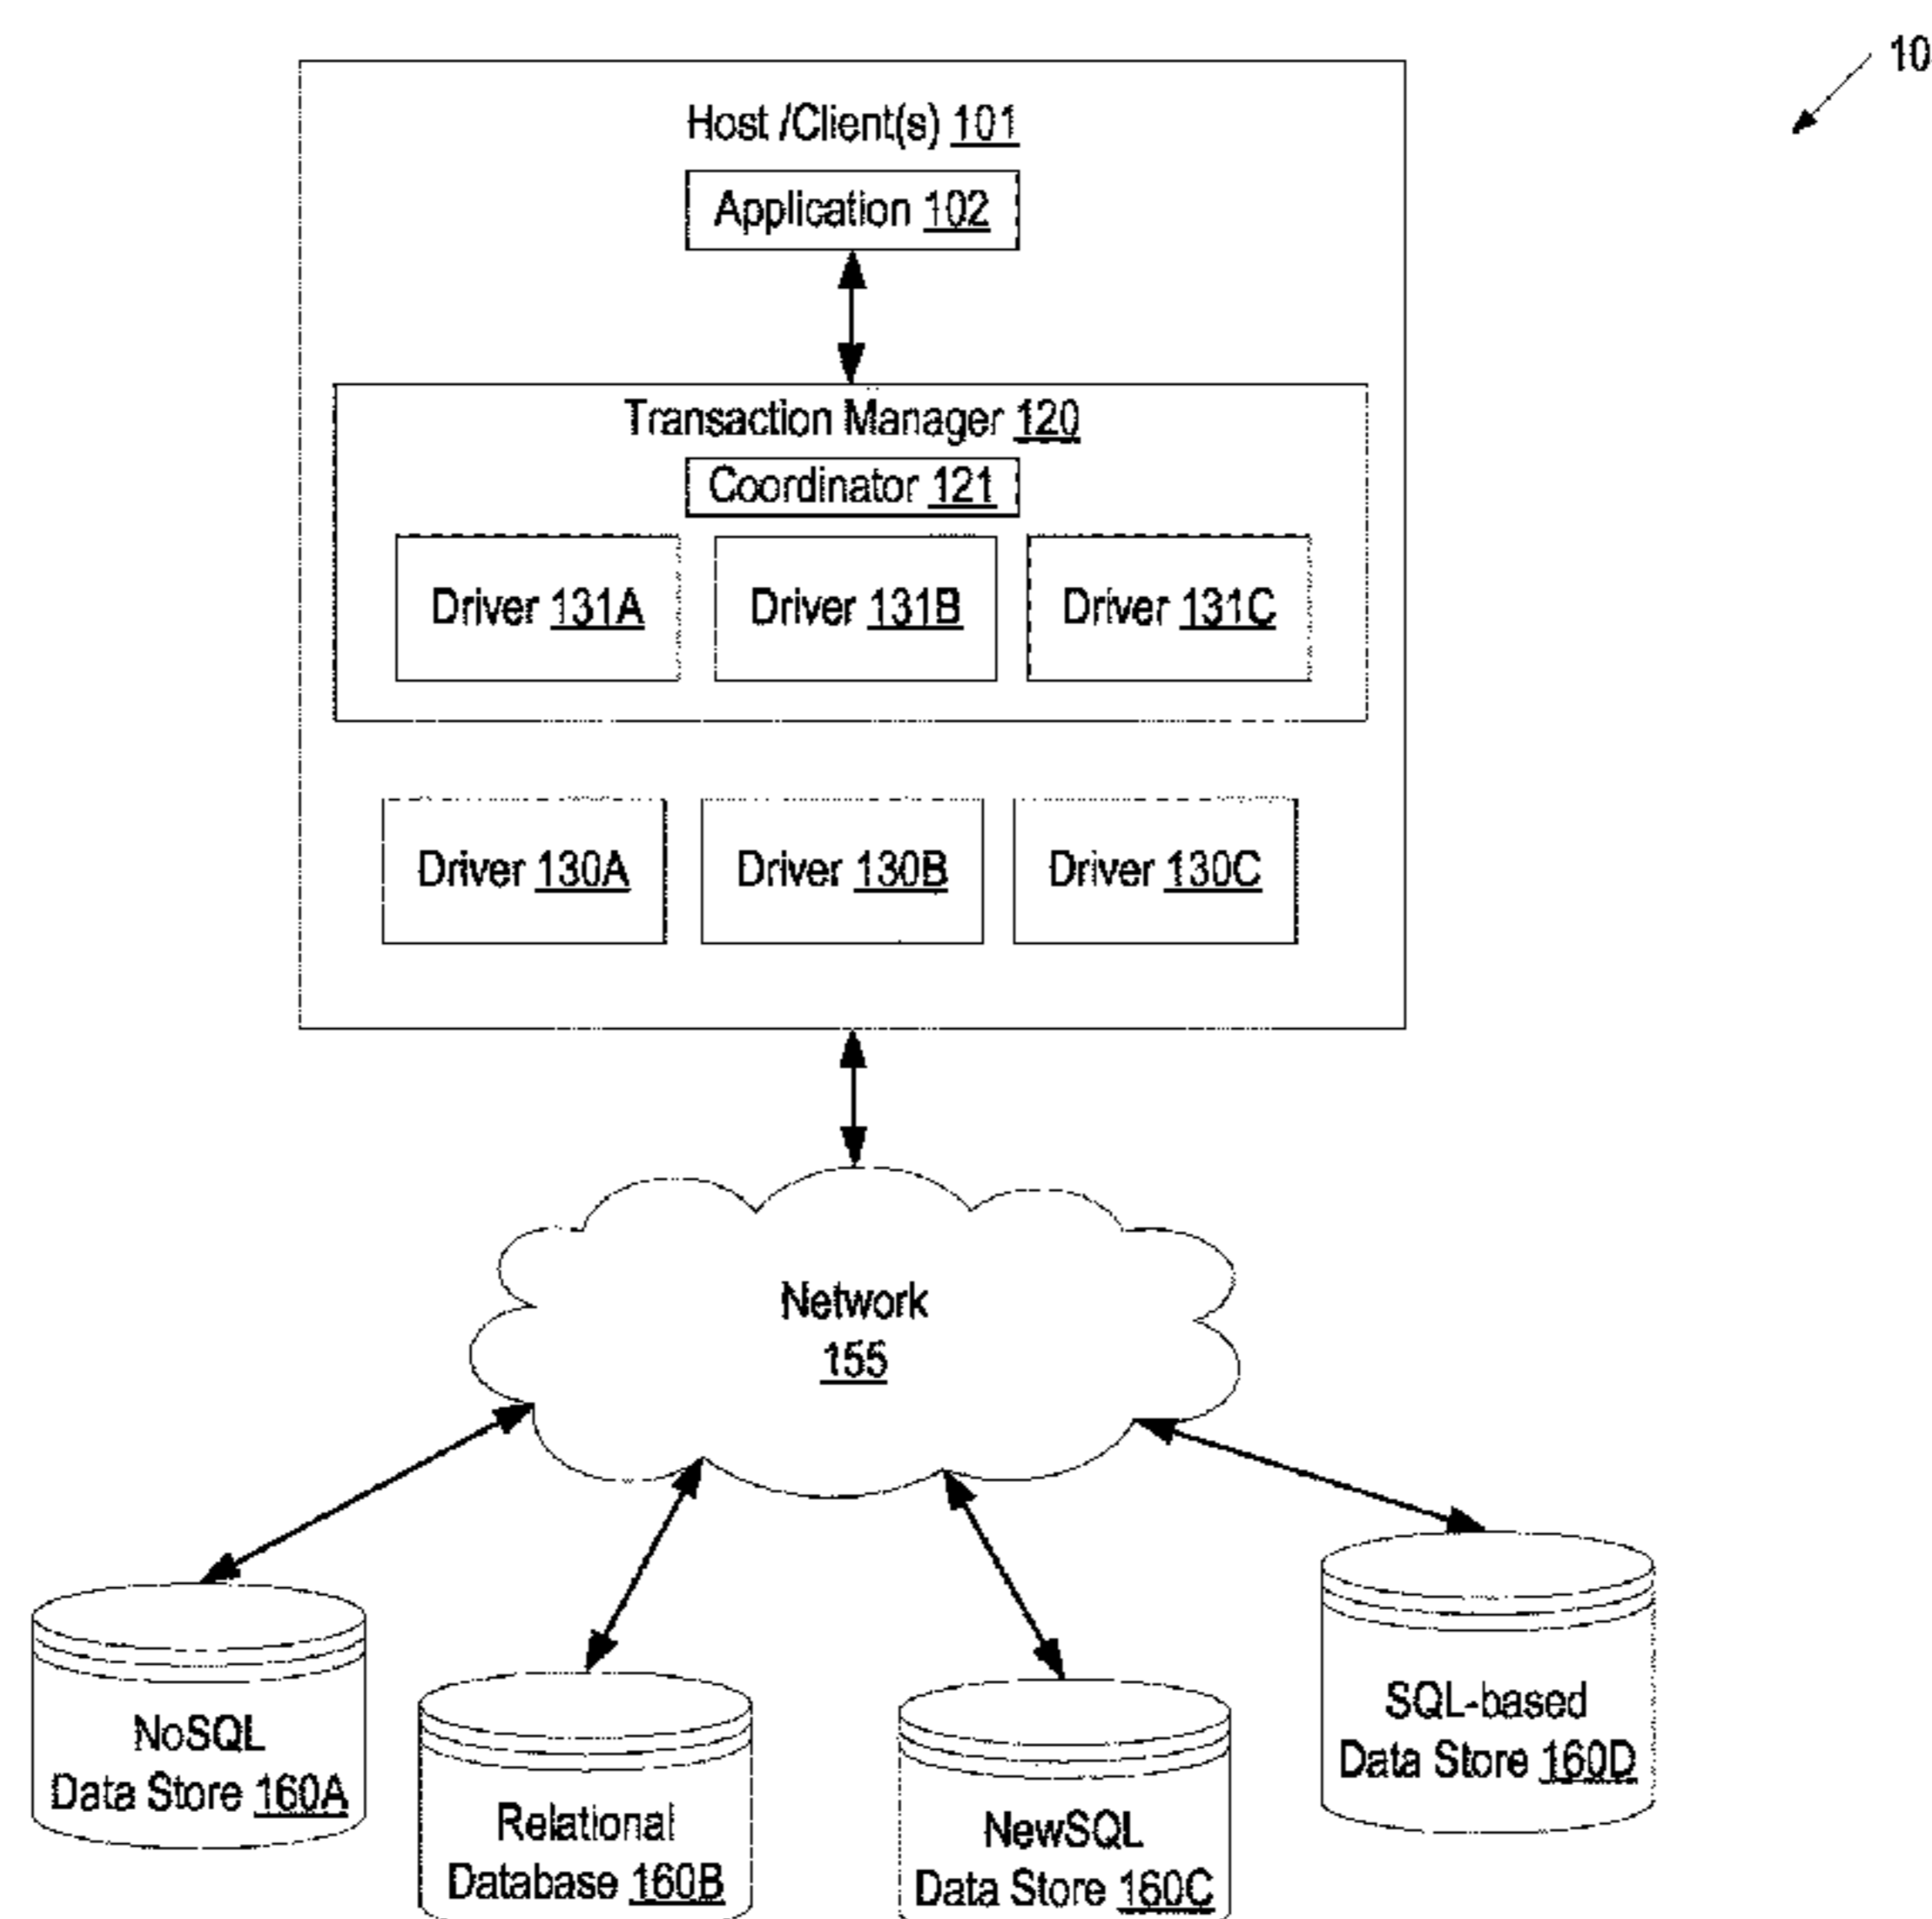 10
Host /Client(s) 101
Application 102
Transaction Manager 120
Coordinator 121
Driver 131A
Driver 131B
Driver 131C
Driver 130A
Driver 130B
Driver 130C
Network
155
NoSQL
Data Store 160A
Relational
Database 160B
NewSQL
Data Store 160C
SQL-based
Data Store 160D